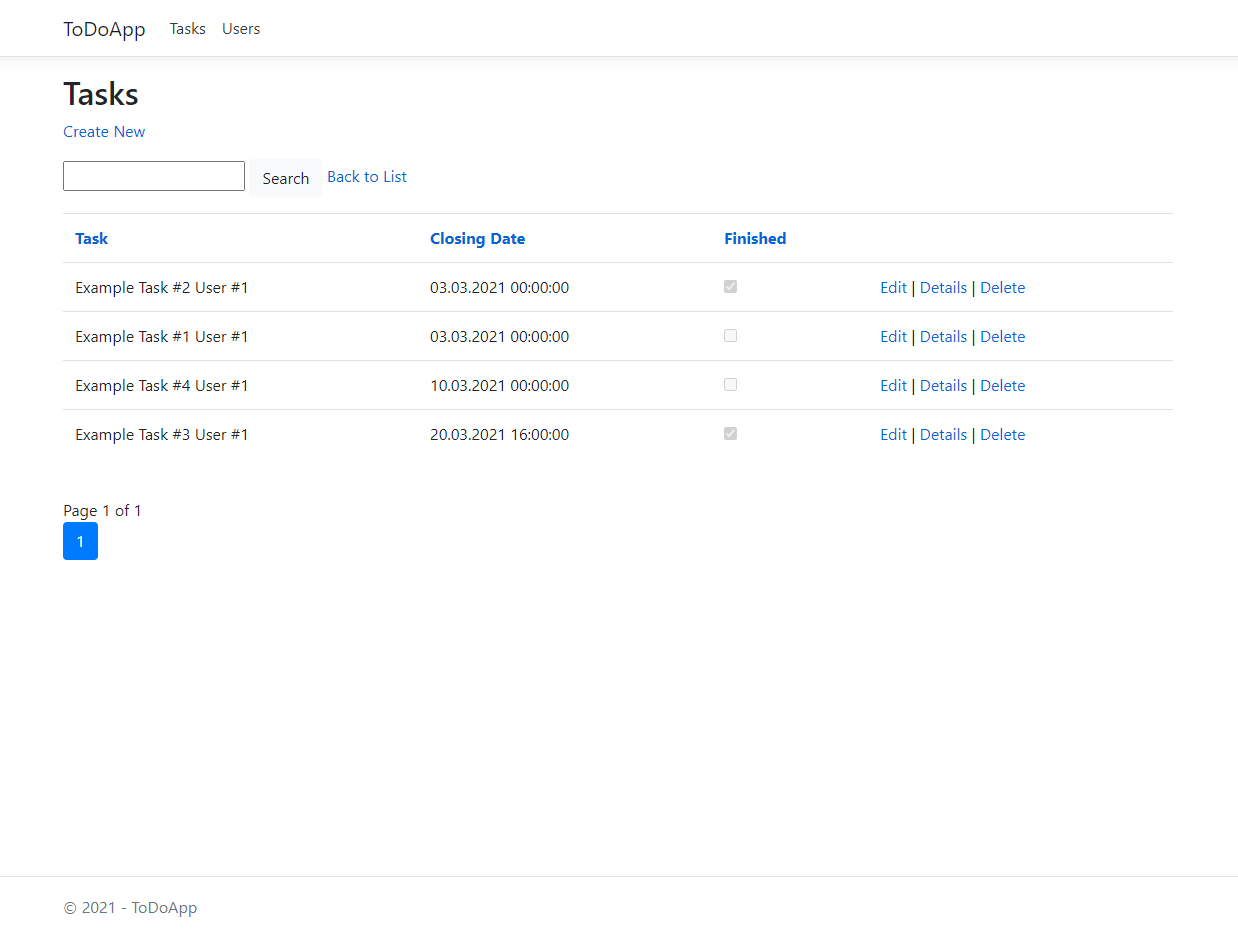 ToDoApp Tasks Users
Tasks
Create New
Search Back to List
Task Closing Date Finished
Example Task #2 User #1 03.03.2021 00:00:00 Edit | Details | Delete
Example Task #1 User #1 03.03.2021 00:00:00 Edit | Details | Delete
Example Task #4 User #1 10.03.2021 00:00:00 Edit | Details | Delete
Example Task #3 User #1 20.03.2021 16:00:00 Edit | Details | Delete
Page 1 of 1
1
© 2021 - ToDoApp